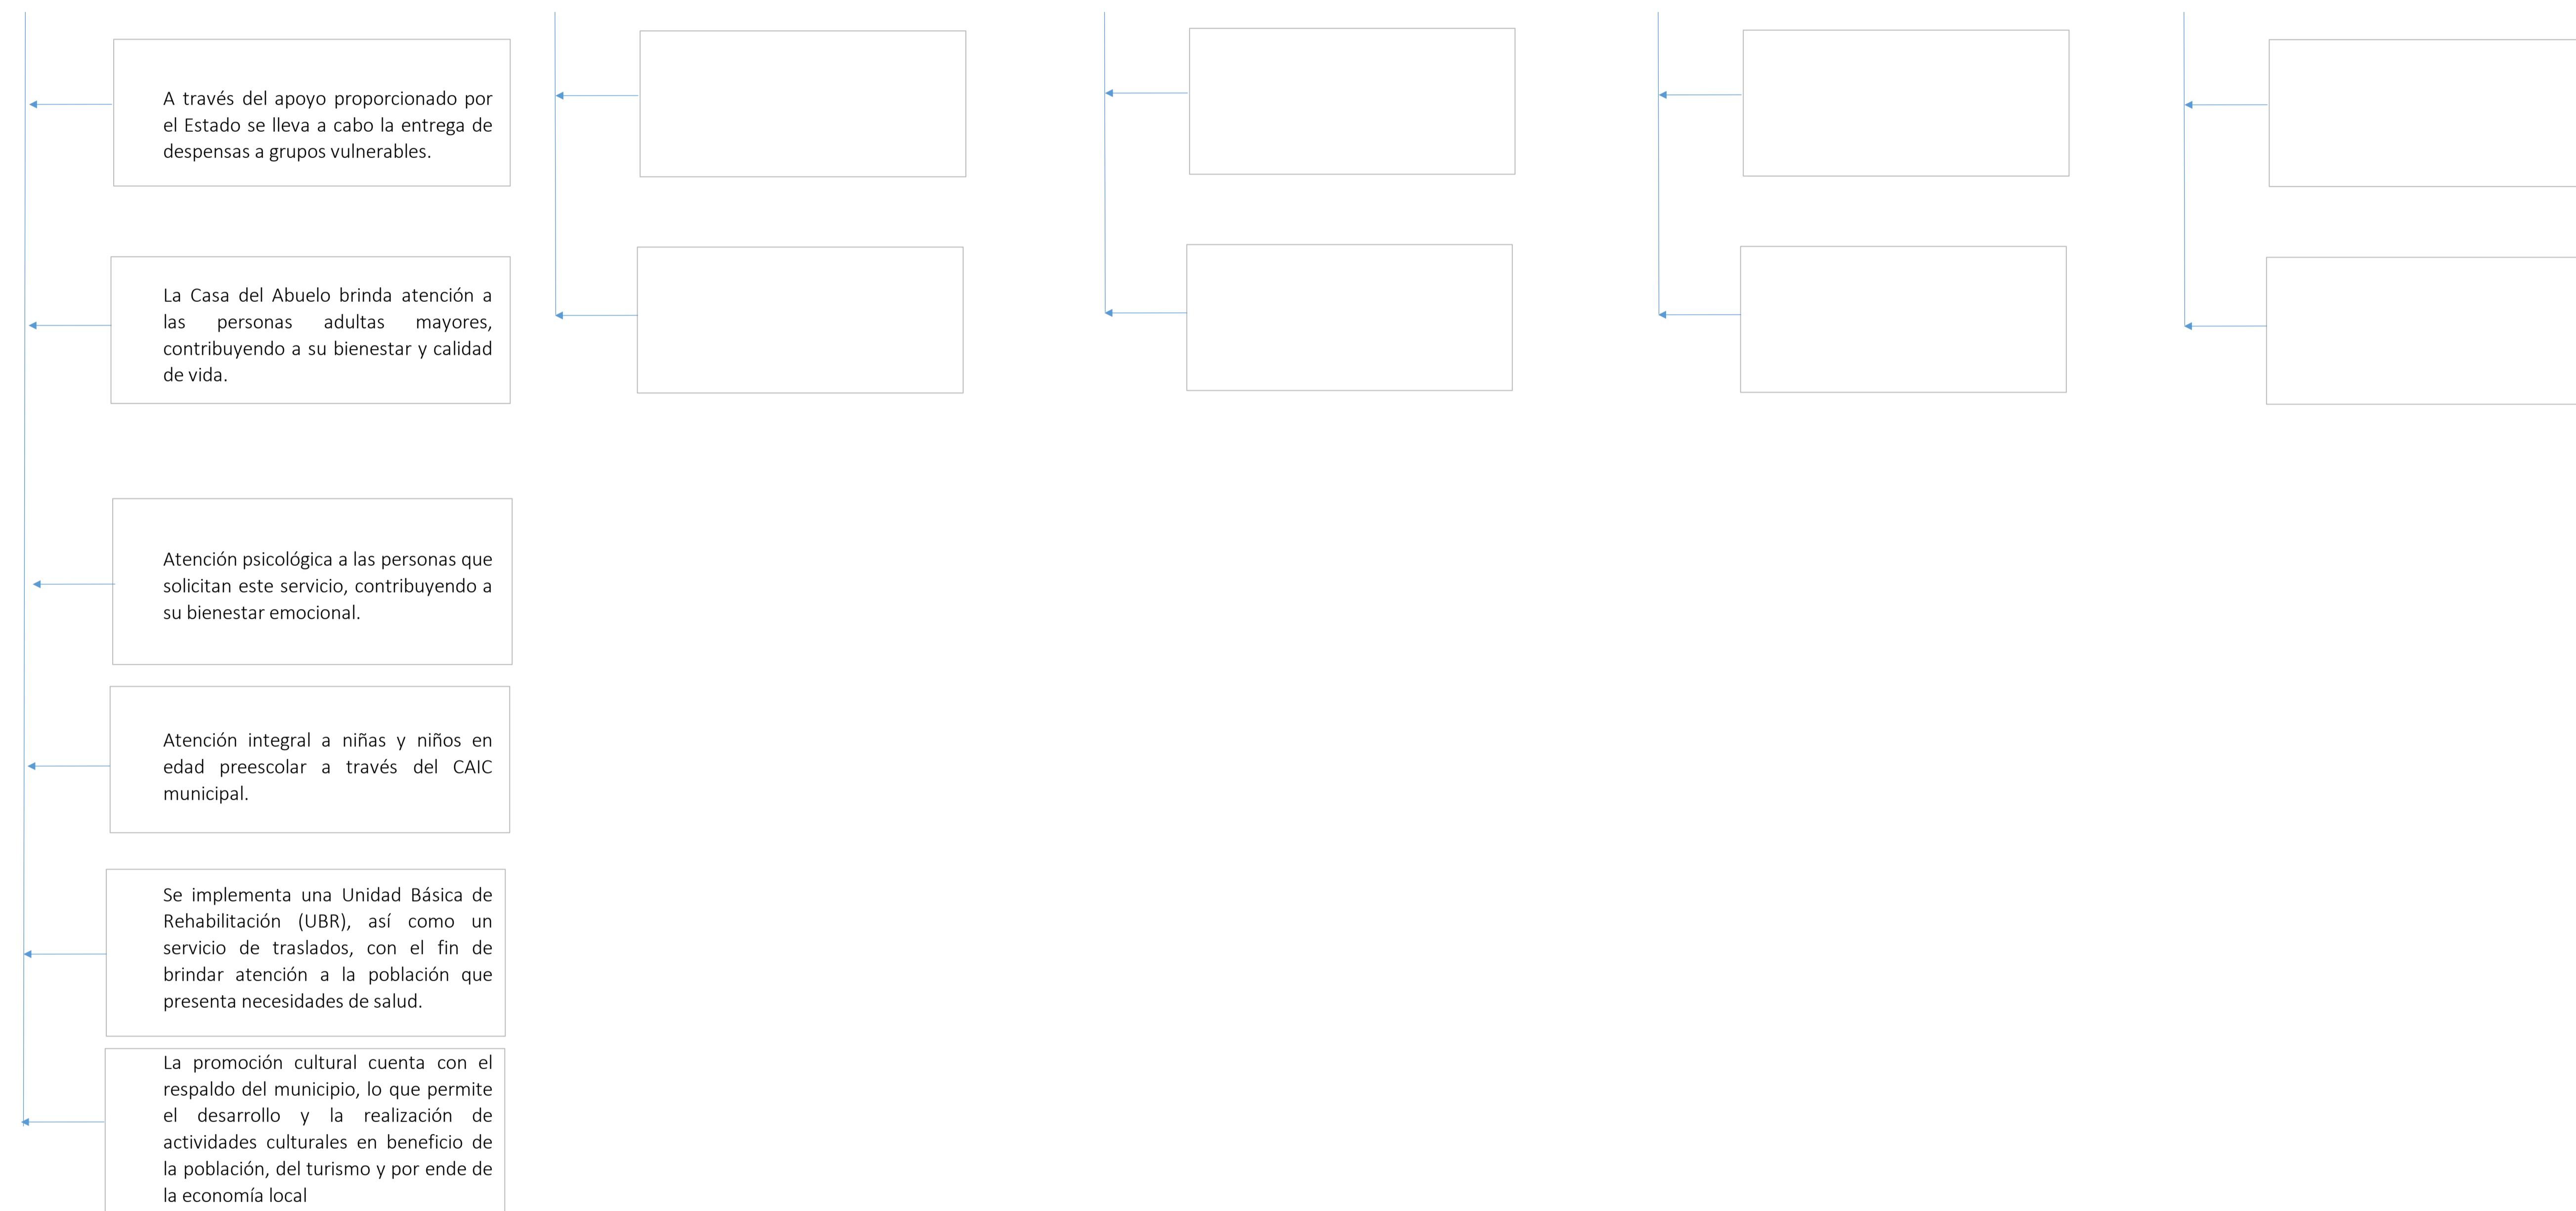 A través del apoyo proporcionado por
el Estado se lleva a cabo la entrega de
despensas a grupos vulnerables.
La Casa del Abuelo brinda atención a
las personas adultas mayores,
contribuyendo a su bienestar y calidad
de vida.
Atención psicológica a las personas que
solicitan este servicio, contribuyendo a
su bienestar emocional.
Atención integral a niñas y niños en
edad preescolar a través del CAIC
municipal.
Se implementa una Unidad Básica de
Rehabilitación (UBR), así como un
servicio de traslados, con el fin de
brindar atención a la población que
presenta necesidades de salud.
La promoción cultural cuenta con el
respaldo del municipio, lo que permite
el desarrollo y la realización de
actividades culturales en beneficio de
la población, del turismo y por ende de
la economía local